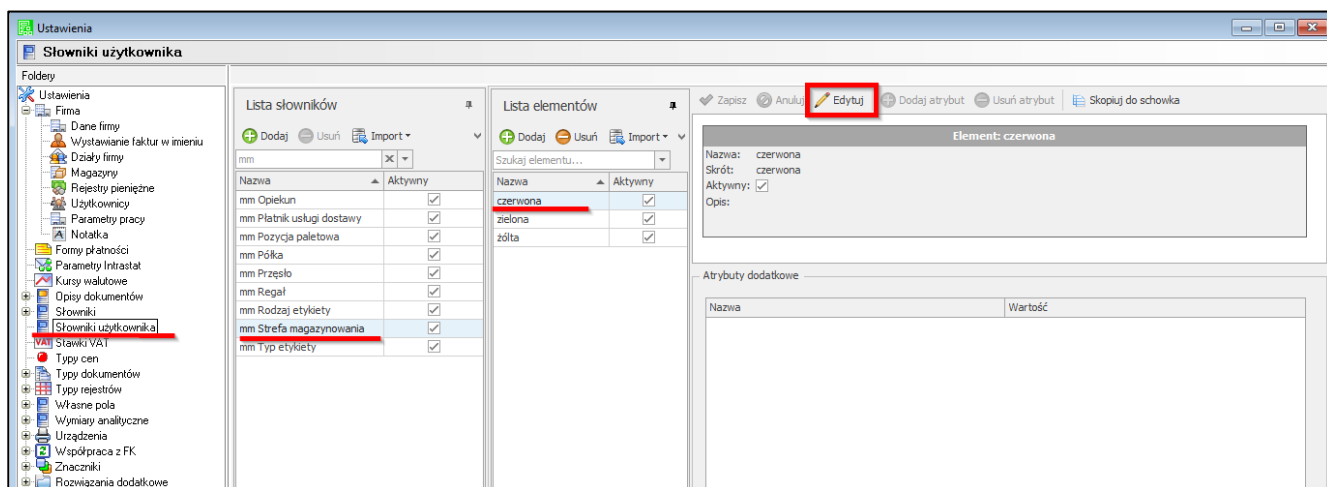 Ustawienia
Słowniki użytkownika
Foldery
Ustawienia
Firma
Dane firmy
Wystawianie faktur w imieniu
Działy firmy
Magazyny
Rejestry pieniężne
Użytkownicy
Parametry pracy
Notatka
Formy płatności
Parametry Intrastat
Kursy walutowe
Opisy dokumentów
Słowniki
Słowniki użytkownika
VAT Stawki VAT
Typy cen
Typy dokumentów
Typy rejestrów
Własne pola
Wymiary analityczne
Urządzenia
Współpraca z FK
Znaczniki
Rozwiązania dodatkowe
Lista słowników
Dodaj Usuń Import
mm
Nazwa Aktywny
mm Opiekun
mm Płatnik usługi dostawy
mm Pozycja paletowa
mm Półka
mm Przęsło
mm Regał
mm Rodzaj etykiety
mm Strefa magazynowania
mm Typ etykiety
Lista elementów
Dodaj Usuń Import
Szukaj elementu...
Nazwa Aktywny
czerwona
zielona
żółta
Zapisz Anuluj Edytuj Dodaj atrybut Usuń atrybut Skopiuj do schowka
Element: czerwona
Nazwa: czerwona
Skrót: czerwona
Aktywny:
Opis:
Atrybuty dodatkowe
Nazwa Wartość